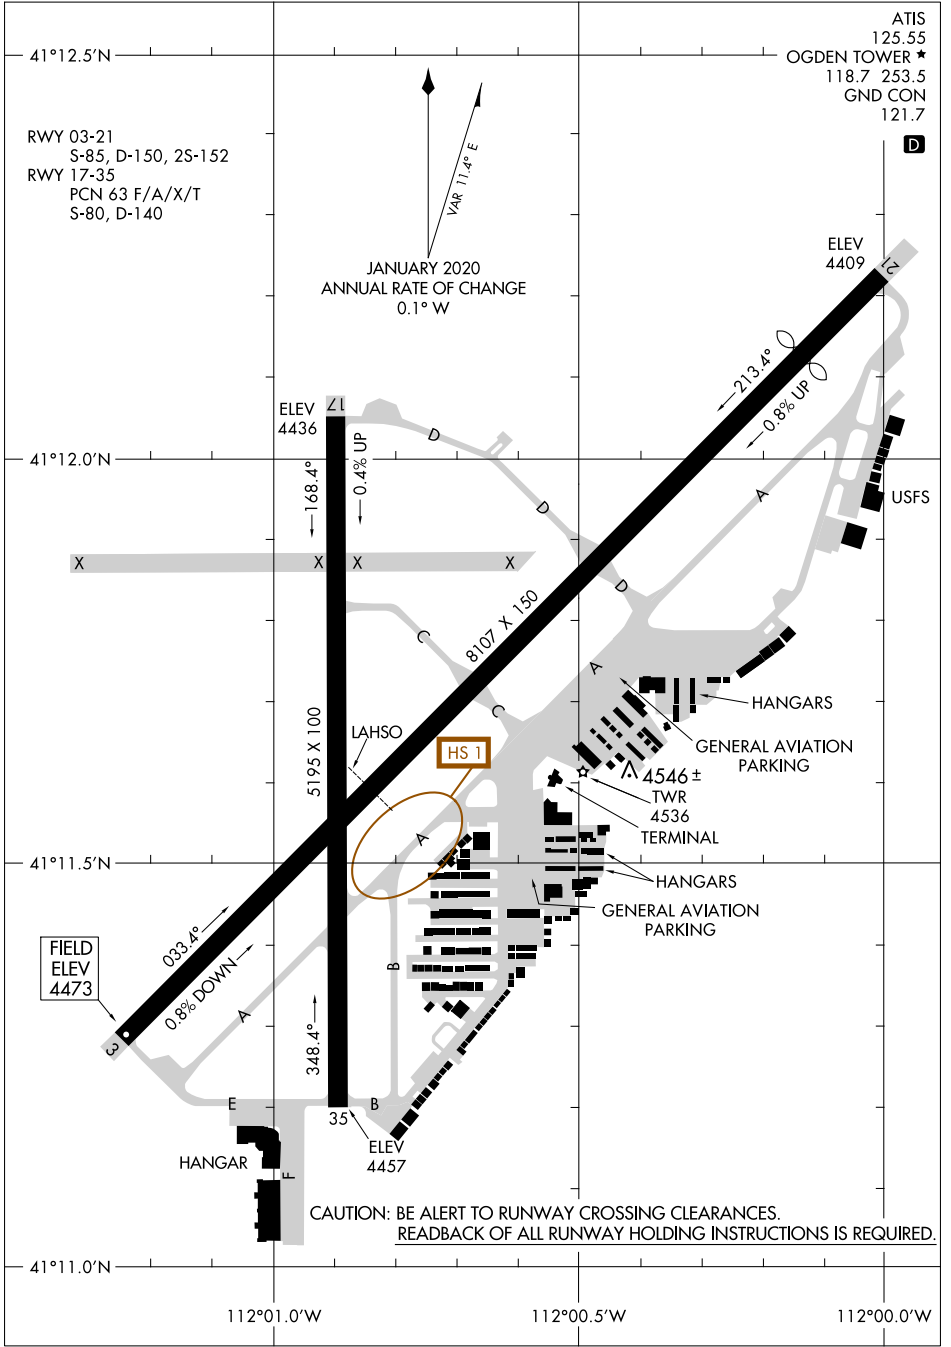 ATIS
125.55
OGDEN TOWER ★
118.7 253.5
GND CON
121.7
D
41°12.5'N
RWY 03-21
S-85, D-150, 2S-152
RWY 17-35
PCN 63 F/A/X/T
S-80, D-140
VAR 11.4° E
JANUARY 2020
ANNUAL RATE OF CHANGE
0.1° W
ELEV
4409
21
213.4°
0.8% UP
ELEV
4436
17
D
A
41°12.0'N
168.4°
0.4% UP
USFS
D
X
X
X
X
D
8107 X 150
C
A
C
HANGARS
5195 X 100
LAHSO
HS 1
GENERAL AVIATION
PARKING
4546 ±
TWR
4536
TERMINAL
A
41°11.5'N
HANGARS
GENERAL AVIATION
PARKING
033.4°
0.8% DOWN
FIELD
ELEV
4473
B
A
348.4°
3
E
B
35
ELEV
4457
HANGAR
F
CAUTION: BE ALERT TO RUNWAY CROSSING CLEARANCES.
READBACK OF ALL RUNWAY HOLDING INSTRUCTIONS IS REQUIRED.
41°11.0'N
112°01.0'W
112°00.5'W
112°00.0'W